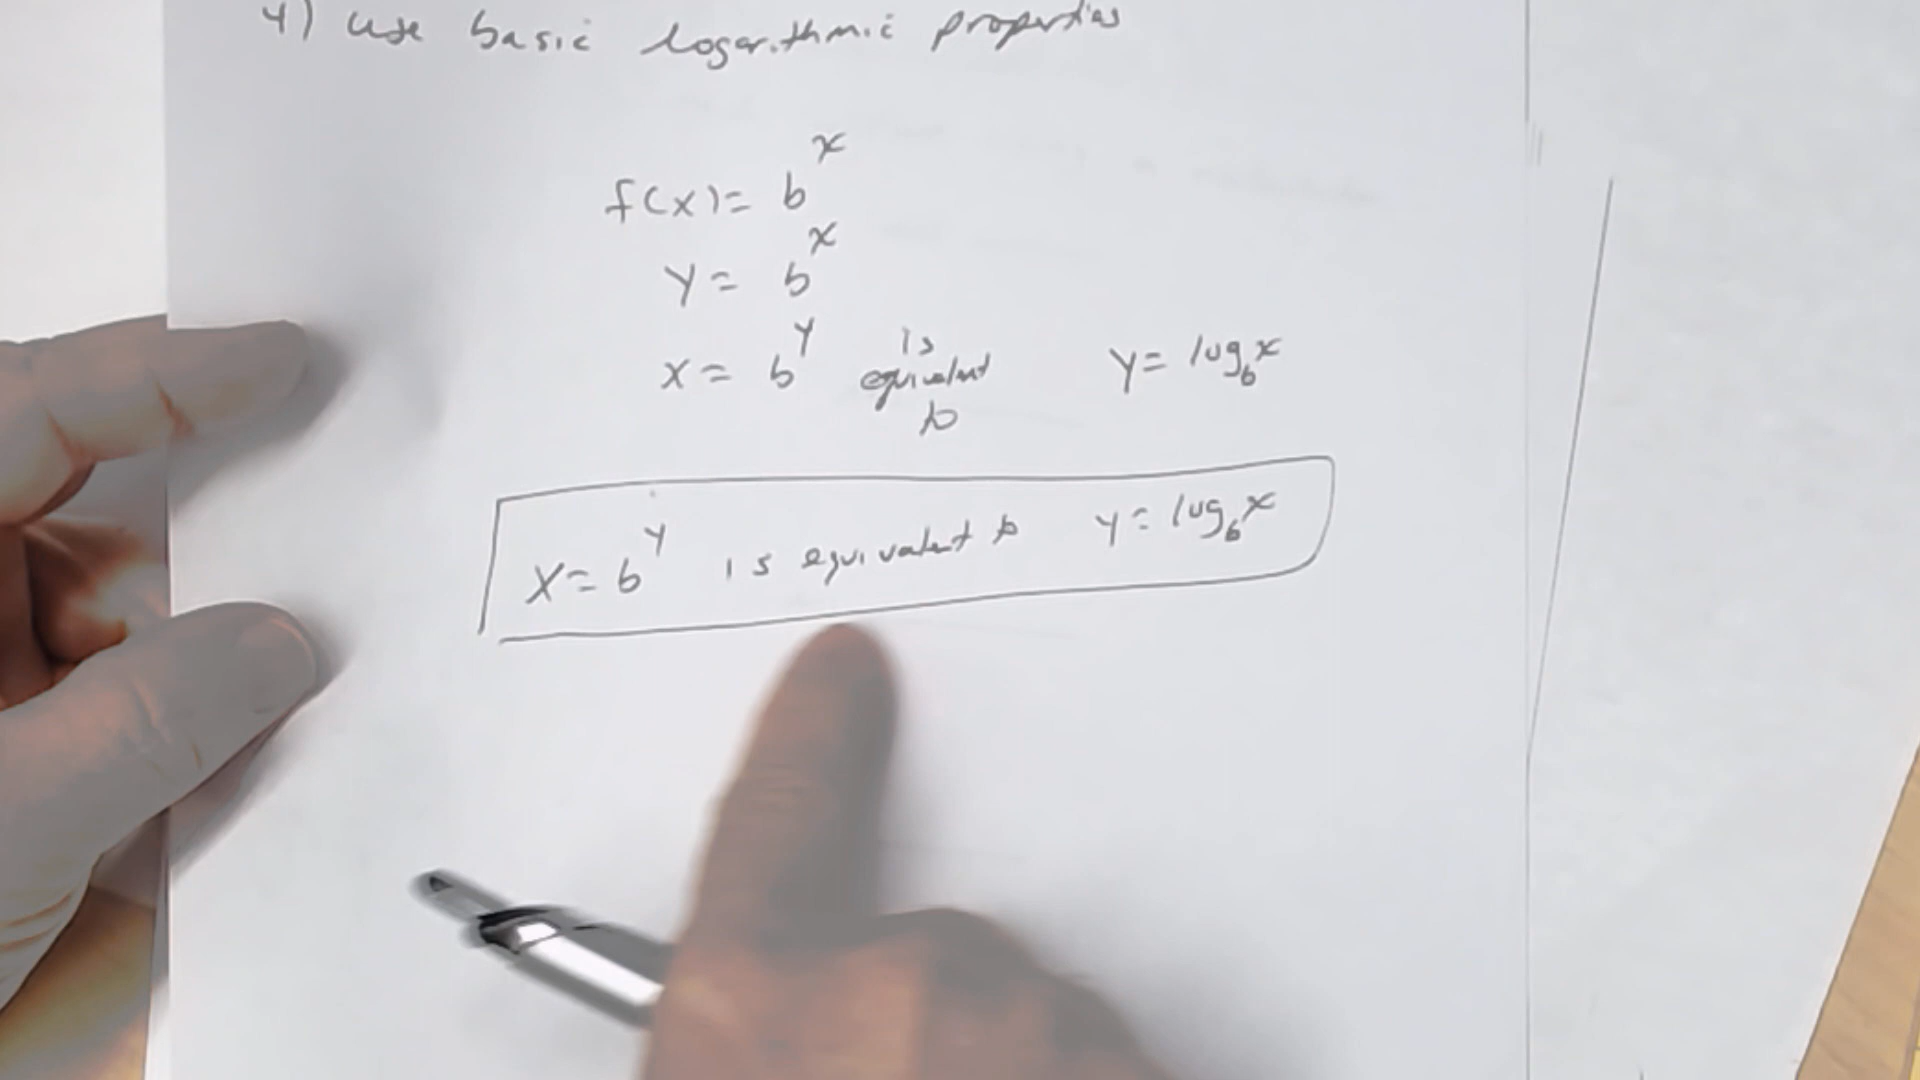 4) use basic logarithmic properties
f(x) = b^x
y = b^x
x = b^y is equivalent to y = log_b x
x = b^y is equivalent to y = log_b x